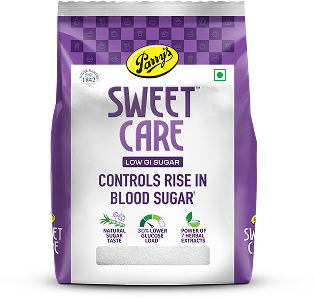 Parry's
1842
SWEET™
CARE
LOW GI SUGAR
CONTROLS RISE IN
BLOOD SUGAR
NATURAL
SUGAR
TASTE
30% LOWER
GLUCOSE
LOAD
POWER OF
7 HERBAL
EXTRACTS
SWEET
CARE